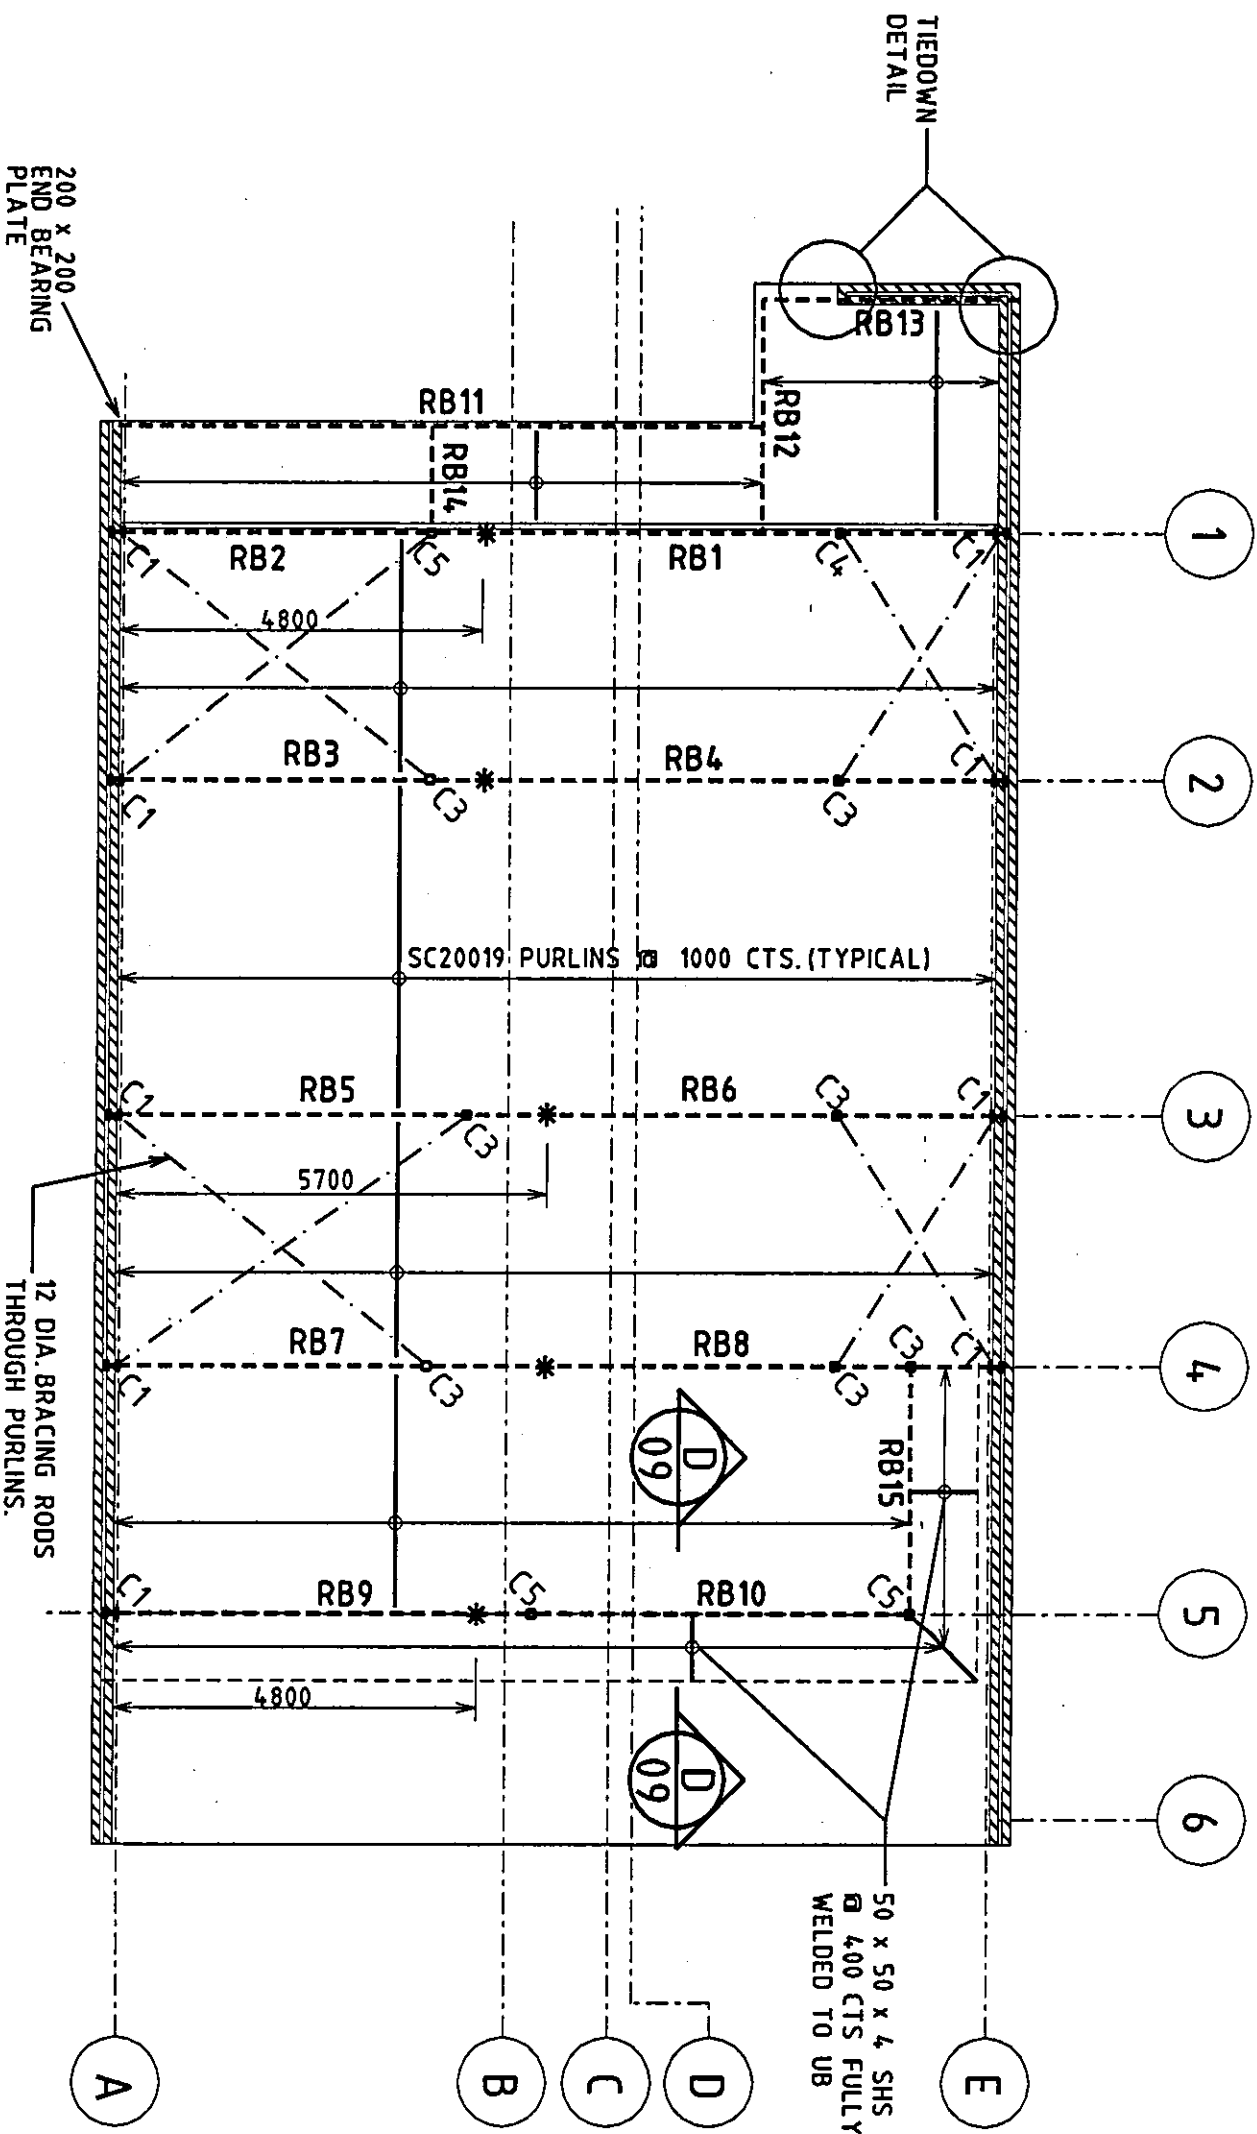 TIEDOWN
DETAIL
200 x 200
END BEARING
PLATE
RB13
RB12
RB11
RB14
1
C1
RB2
C5
RB1
C4
C1
4800
RB3
RB4
C1
2
C1
C3
C3
SC20019 PURLINS @ 1000 CTS.(TYPICAL)
C1
RB5
RB6
C3
C1
3
C3
5700
12 DIA. BRACING RODS
THROUGH PURLINS.
RB7
RB8
C3
C1
4
C1
C3
C3
D
09
RB15
C1
RB9
C5
RB10
C5
5
4800
D
09
6
50 x 50 x 4 SHS
@ 400 CTS FULLY
WELDED TO UB
A
B
C
D
E